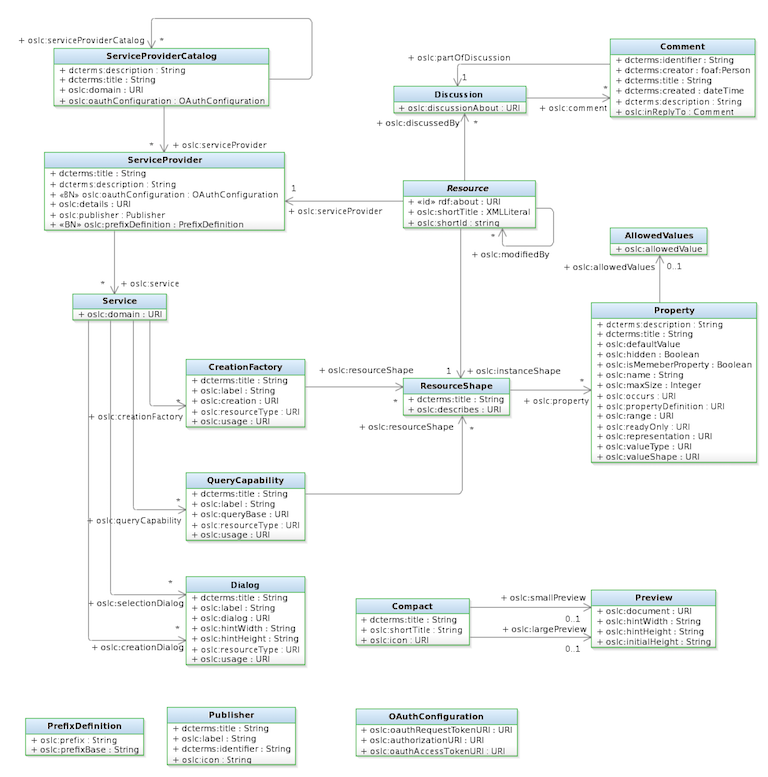 + oslc:serviceProviderCatalog
*
ServiceProviderCatalog
+ dcterms:description : String
+ dcterms:title : String
+ oslc:domain : URI
+ oslc:oauthConfiguration : OAuthConfiguration
* + oslc:serviceProvider
ServiceProvider
+ dcterms:title : String
+ dcterms:description : String
+ «BN» oslc:oauthConfiguration : OAuthConfiguration
+ oslc:details : URI
+ oslc:publisher : Publisher
+ «BN» oslc:prefixDefinition : PrefixDefinition
1
+ oslc:serviceProvider
* + oslc:service
Service
+ oslc:domain : URI
+ oslc:partOfDiscussion
1
Discussion
+ oslc:discussionAbout : URI
+ oslc:discussedBy *
*
+ oslc:comment
Comment
+ dcterms:identifier : String
+ dcterms:creator : foaf:Person
+ dcterms:title : String
+ dcterms:created : dateTime
+ dcterms:description : String
+ oslc:inReplyTo : Comment
Resource
+ «id» rdf:about : URI
+ oslc:shortTitle : XMLLiteral
+ oslc:shortId : string
*
+ oslc:modifiedBy
AllowedValues
+ oslc:allowedValue
+ oslc:allowedValues 0..1
Property
+ dcterms:description : String
+ dcterms:title : String
+ oslc:defaultValue
+ oslc:hidden : Boolean
+ oslc:isMemeberProperty : Boolean
+ oslc:name : String
+ oslc:maxSize : Integer
+ oslc:occurs : URI
+ oslc:propertyDefinition : URI
+ oslc:range : URI
+ oslc:readyOnly : URI
+ oslc:representation : URI
+ oslc:valueType : URI
+ oslc:valueShape : URI
CreationFactory
+ dcterms:title : String
+ oslc:label : String
+ oslc:creation : URI
+ oslc:resourceType : URI
+ oslc:usage : URI
*
+ oslc:creationFactory
+ oslc:resourceShape
*
1 + oslc:instanceShape
ResourceShape
+ dcterms:title : String
+ oslc:describes : URI
*
+ oslc:property
+ oslc:resourceShape *
QueryCapability
+ dcterms:title : String
+ oslc:label : String
+ oslc:queryBase : URI
+ oslc:resourceType : URI
+ oslc:usage : URI
*
+ oslc:queryCapability
Dialog
+ dcterms:title : String
+ oslc:label : String
+ oslc:dialog : URI
+ oslc:hintWidth : String
+ oslc:hintHeight : String
+ oslc:resourceType : URI
+ oslc:usage : URI
*
+ oslc:selectionDialog
*
+ oslc:creationDialog
Compact
+ dcterms:title : String
+ oslc:shortTitle : String
+ oslc:icon : URI
+ oslc:smallPreview
0..1
+ oslc:largePreview
0..1
Preview
+ oslc:document : URI
+ oslc:hintWidth : String
+ oslc:hintHeight : String
+ oslc:initialHeight : String
PrefixDefinition
+ oslc:prefix : String
+ oslc:prefixBase : String
Publisher
+ dcterms:title : String
+ oslc:label : String
+ dcterms:identifier : String
+ oslc:icon : String
OAuthConfiguration
+ oslc:oauthRequestTokenURI : URI
+ oslc:authorizationURI : URI
+ oslc:oauthAccessTokenURI : URI